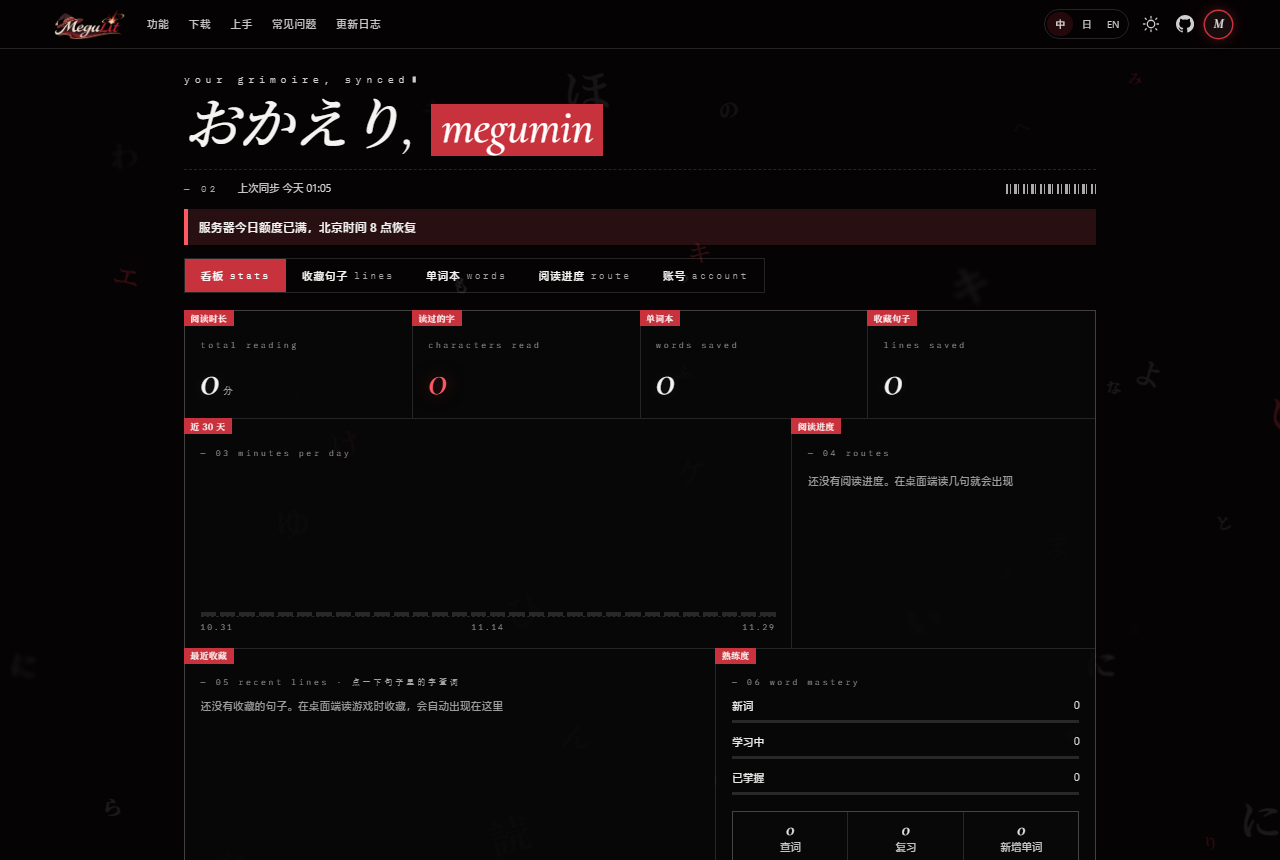 MeguLit 功能 下载 上手 常见问题 更新日志 中 日 EN M
your grimoire, synced
おかえり, megumin
— 02 上次同步 今天 01:05
服务器今日额度已满，北京时间 8 点恢复
看板 stats 收藏句子 lines 单词本 words 阅读进度 route 账号 account
阅读时长 读过的字 单词本 收藏句子
total reading characters read words saved lines saved
0 分 0 0 0
近 30 天 阅读进度
— 03 minutes per day — 04 routes
还没有阅读进度。在桌面端读几句就会出现
10.31 11.14 11.29
最近收藏 熟练度
— 05 recent lines · 点一下句子里的字查词 — 06 word mastery
还没有收藏的句子。在桌面端读游戏时收藏，会自动出现在这里
新词 0
学习中 0
已掌握 0
0 0 0
查词 复习 新增单词